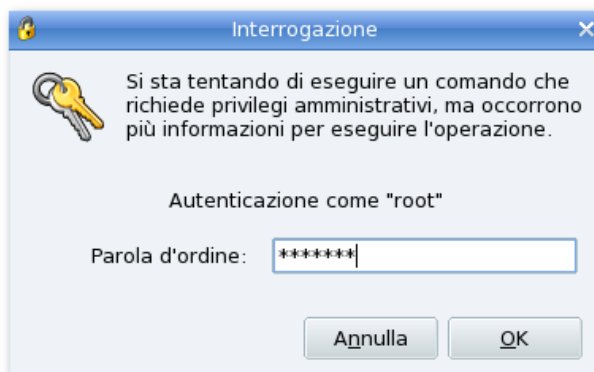 Interrogazione
Si sta tentando di eseguire un comando che
richiede privilegi amministrativi, ma occorrono
più informazioni per eseguire l'operazione.
Autenticazione come "root"
Parola d'ordine: *******
Annulla OK